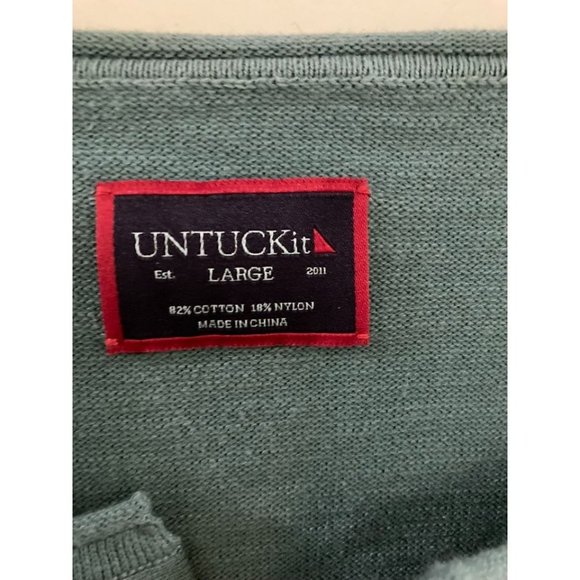 UNTUCKit
Est. LARGE 2011
82% COTTON 18% NYLON
MADE IN CHINA